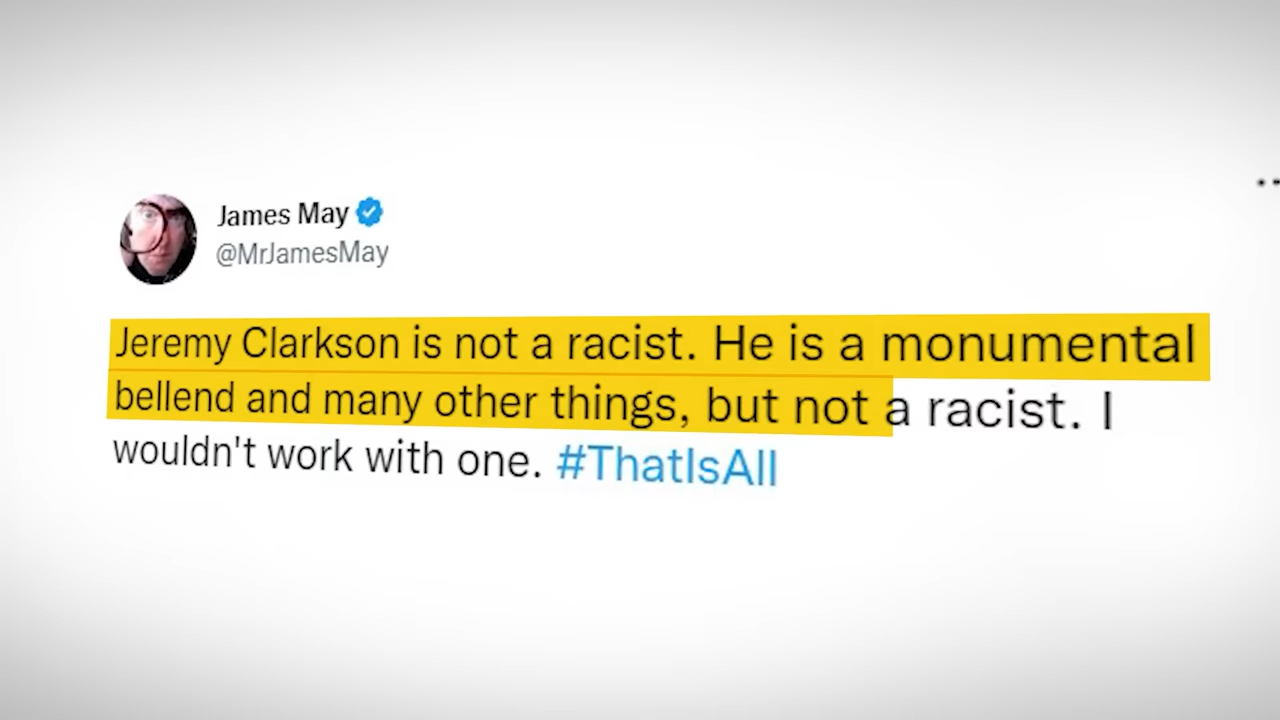 James May
@MrJamesMay
Jeremy Clarkson is not a racist. He is a monumental
bellend and many other things, but not a racist. I
wouldn't work with one. #ThatIsAll